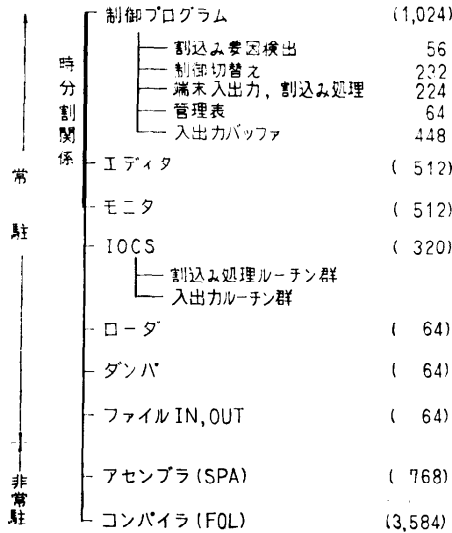 制御プログラム (1,024)
割込み要因検出 56
制御切替え 232
端末入出力, 割込み処理 224
管理表 64
入出力バッファ 448
時分割関係
エディタ ( 512)
モニタ ( 512)
常駐
IOCS ( 320)
割込み処理ルーチン群
入出力ルーチン群
ローダ ( 64)
ダンパ ( 64)
ファイルIN,OUT ( 64)
非常駐
アセンブラ(SPA) ( 768)
コンパイラ(FOL) (3,584)